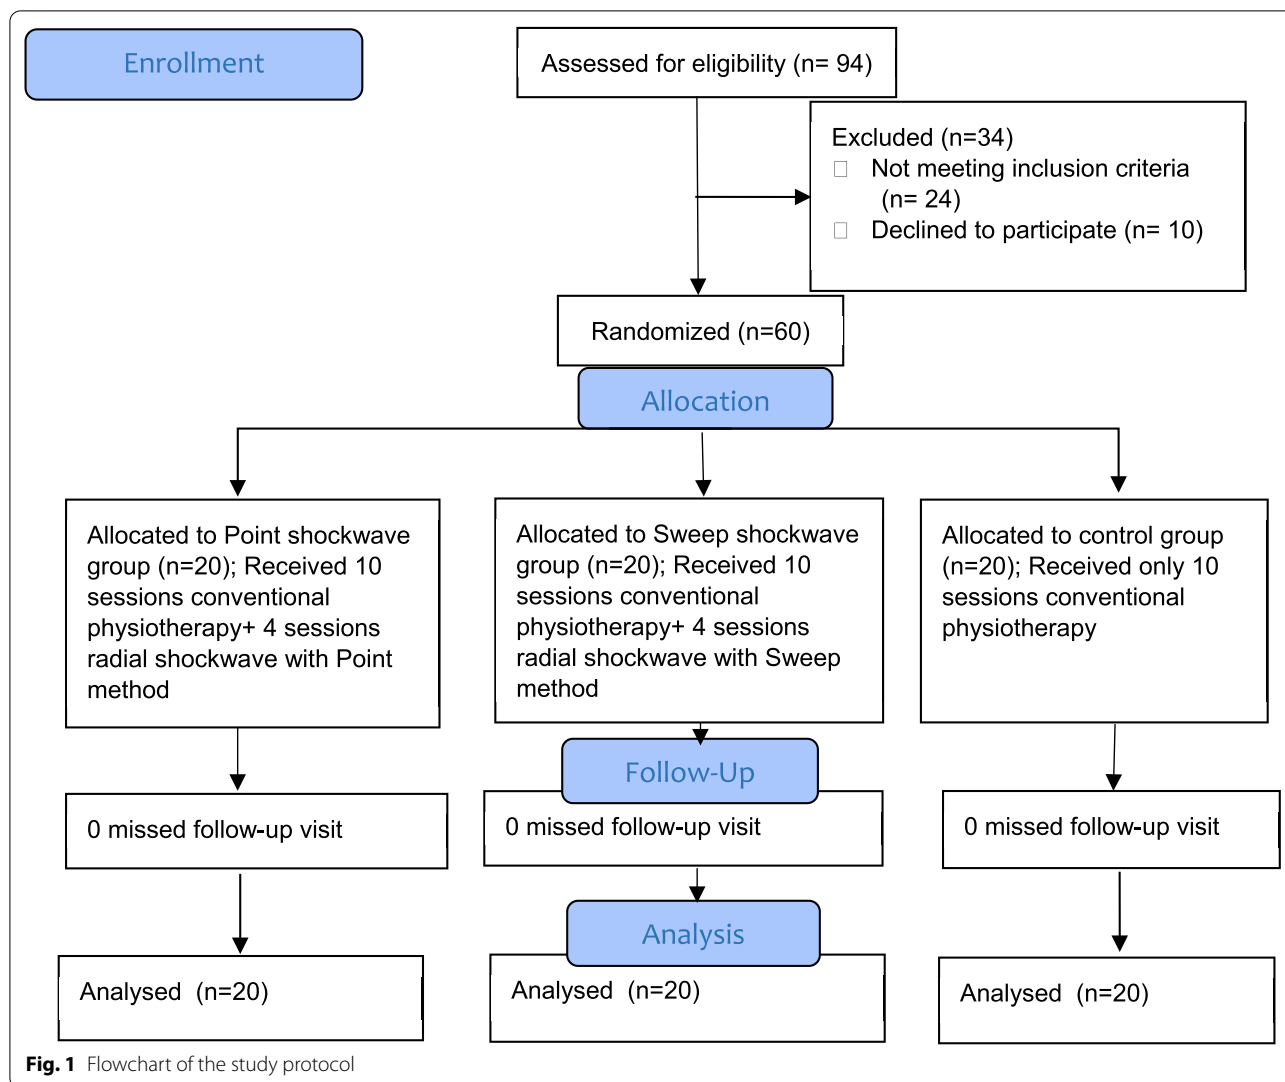 Enrollment
Assessed for eligibility (n= 94)
Excluded (n=34)
Not meeting inclusion criteria
(n= 24)
Declined to participate (n= 10)
Randomized (n=60)
Allocation
Allocated to Point shockwave
group (n=20); Received 10
sessions conventional
physiotherapy+ 4 sessions
radial shockwave with Point
method
Allocated to Sweep shockwave
group (n=20); Received 10
sessions conventional
physiotherapy+ 4 sessions
radial shockwave with Sweep
method
Allocated to control group
(n=20); Received only 10
sessions conventional
physiotherapy
Follow-Up
0 missed follow-up visit
0 missed follow-up visit
0 missed follow-up visit
Analysis
Analysed (n=20)
Analysed (n=20)
Analysed (n=20)
Fig. 1 Flowchart of the study protocol